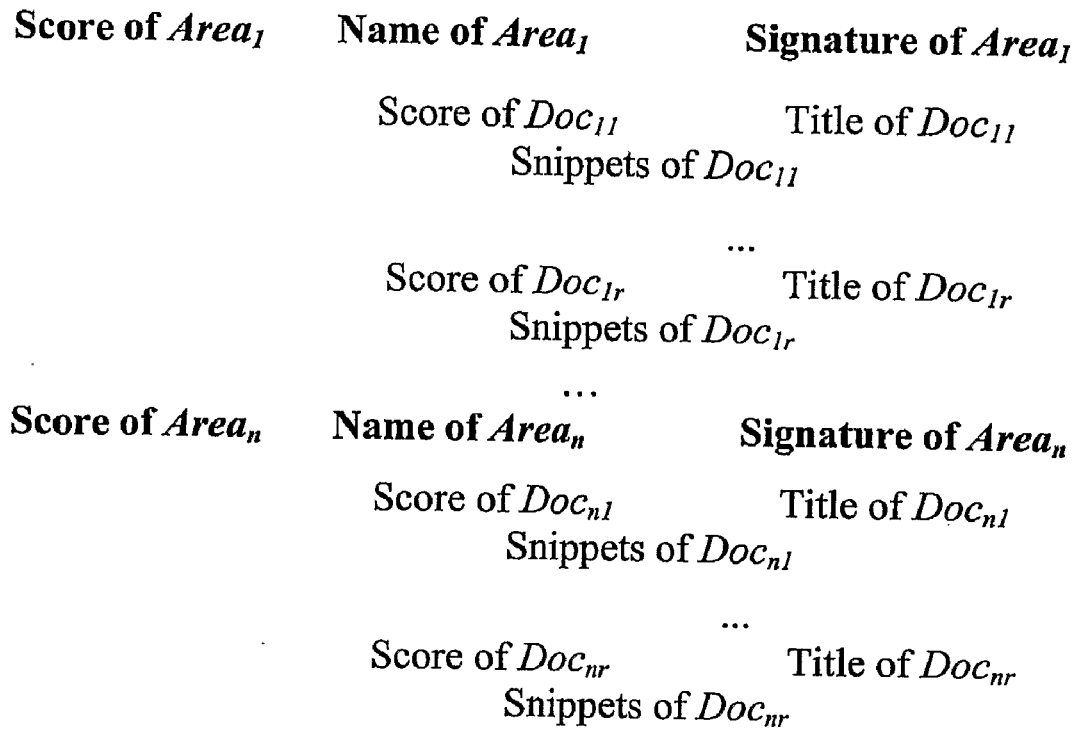 Score of Area₁ Name of Area₁ Signature of Area₁
Score of Doc₁₁ Title of Doc₁₁
Snippets of Doc₁₁
...
Score of Doc₁ᵣ Title of Doc₁ᵣ
Snippets of Doc₁ᵣ
...
Score of Areaₙ Name of Areaₙ Signature of Areaₙ
Score of Docₙ₁ Title of Docₙ₁
Snippets of Docₙ₁
...
Score of Docₙᵣ Title of Docₙᵣ
Snippets of Docₙᵣ